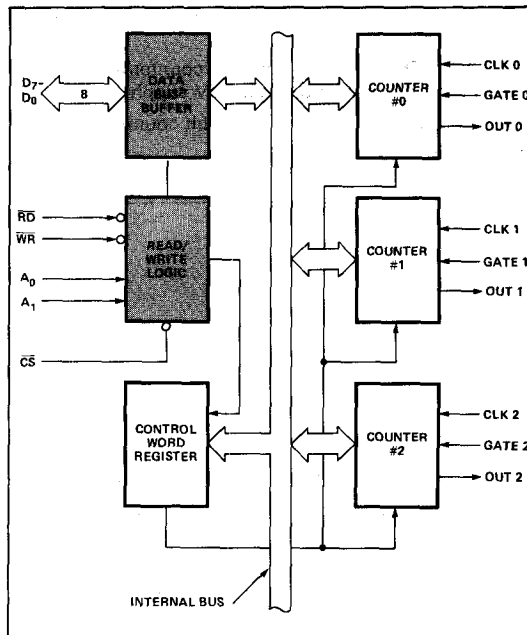 D7-
D0
8
DATA
BUS
BUFFER
RD
WR
A0
A1
CS
READ/
WRITE
LOGIC
CONTROL
WORD
REGISTER
INTERNAL BUS
COUNTER
#0
CLK 0
GATE 0
OUT 0
COUNTER
#1
CLK 1
GATE 1
OUT 1
COUNTER
#2
CLK 2
GATE 2
OUT 2